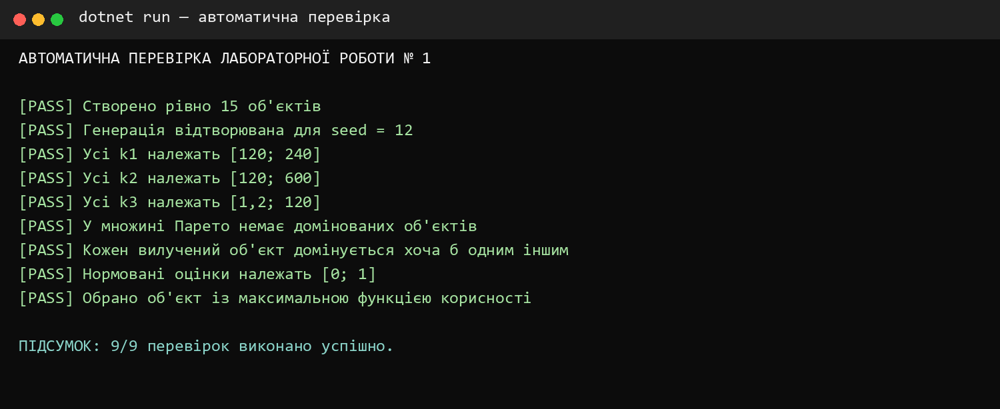 dotnet run — автоматична перевірка
АВТОМАТИЧНА ПЕРЕВІРКА ЛАБОРАТОРНОЇ РОБОТИ № 1
[PASS] Створено рівно 15 об'єктів
[PASS] Генерація відтворювана для seed = 12
[PASS] Усі k1 належать [120; 240]
[PASS] Усі k2 належать [120; 600]
[PASS] Усі k3 належать [1,2; 120]
[PASS] У множині Парето немає домінованих об'єктів
[PASS] Кожен вилучений об'єкт домінується хоча б одним іншим
[PASS] Нормовані оцінки належать [0; 1]
[PASS] Обрано об'єкт із максимальною функцією корисності
ПІДСУМОК: 9/9 перевірок виконано успішно.